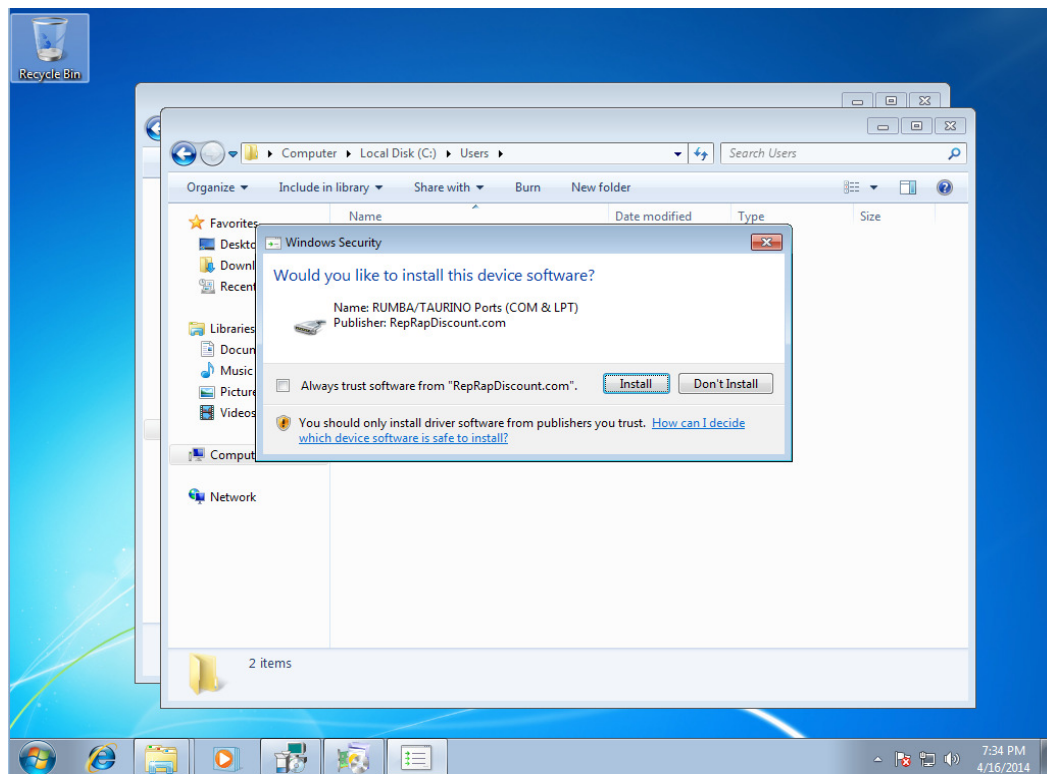 Recycle Bin
Computer Local Disk (C:) Users
Search Users
Organize Include in library Share with Burn New folder
Name Date modified Type Size
Favorites
Windows Security
Would you like to install this device software?
Name: RUMBA/TAURINO Ports (COM & LPT)
Publisher: RepRapDiscount.com
Always trust software from "RepRapDiscount.com".
Install
Don't Install
You should only install driver software from publishers you trust. How can I decide
which device software is safe to install?
Deskto
Downl
Recent
Libraries
Docun
Music
Picture
Videos
Comput
Network
2 items
7:34 PM
4/16/2014